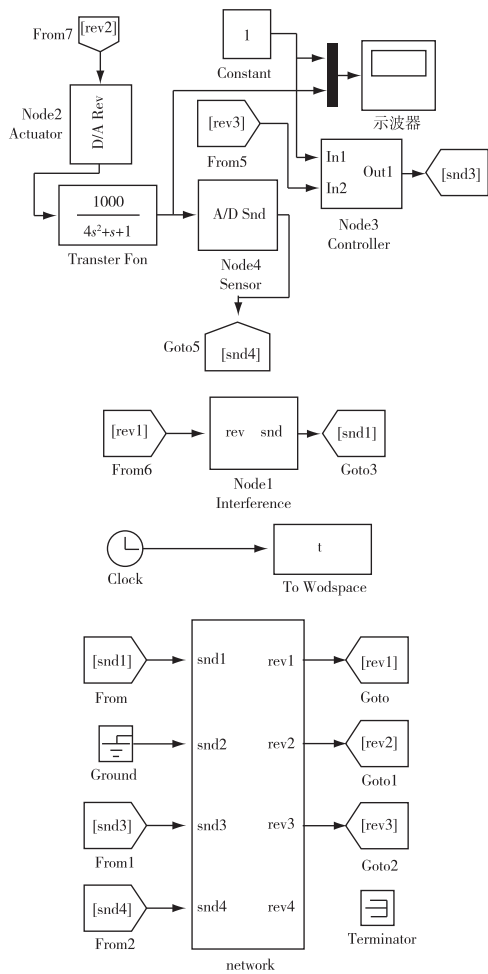 [rev2]
From7
Node2
Actuator
D/A Rev
1
Constant
示波器
[rev3]
From5
In1
In2
Out1
[snd3]
Node3
Controller
1000
4s²+s+1
Transter Fon
A/D Snd
Node4
Sensor
Goto5
[snd4]
[rev1]
From6
rev snd
Node1
Interference
[snd1]
Goto3
Clock
t
To Wodspace
[snd1]
From
snd1
rev1
[rev1]
Goto
Ground
snd2
rev2
[rev2]
Goto1
[snd3]
From1
snd3
rev3
[rev3]
Goto2
[snd4]
From2
snd4
rev4
Terminator
network